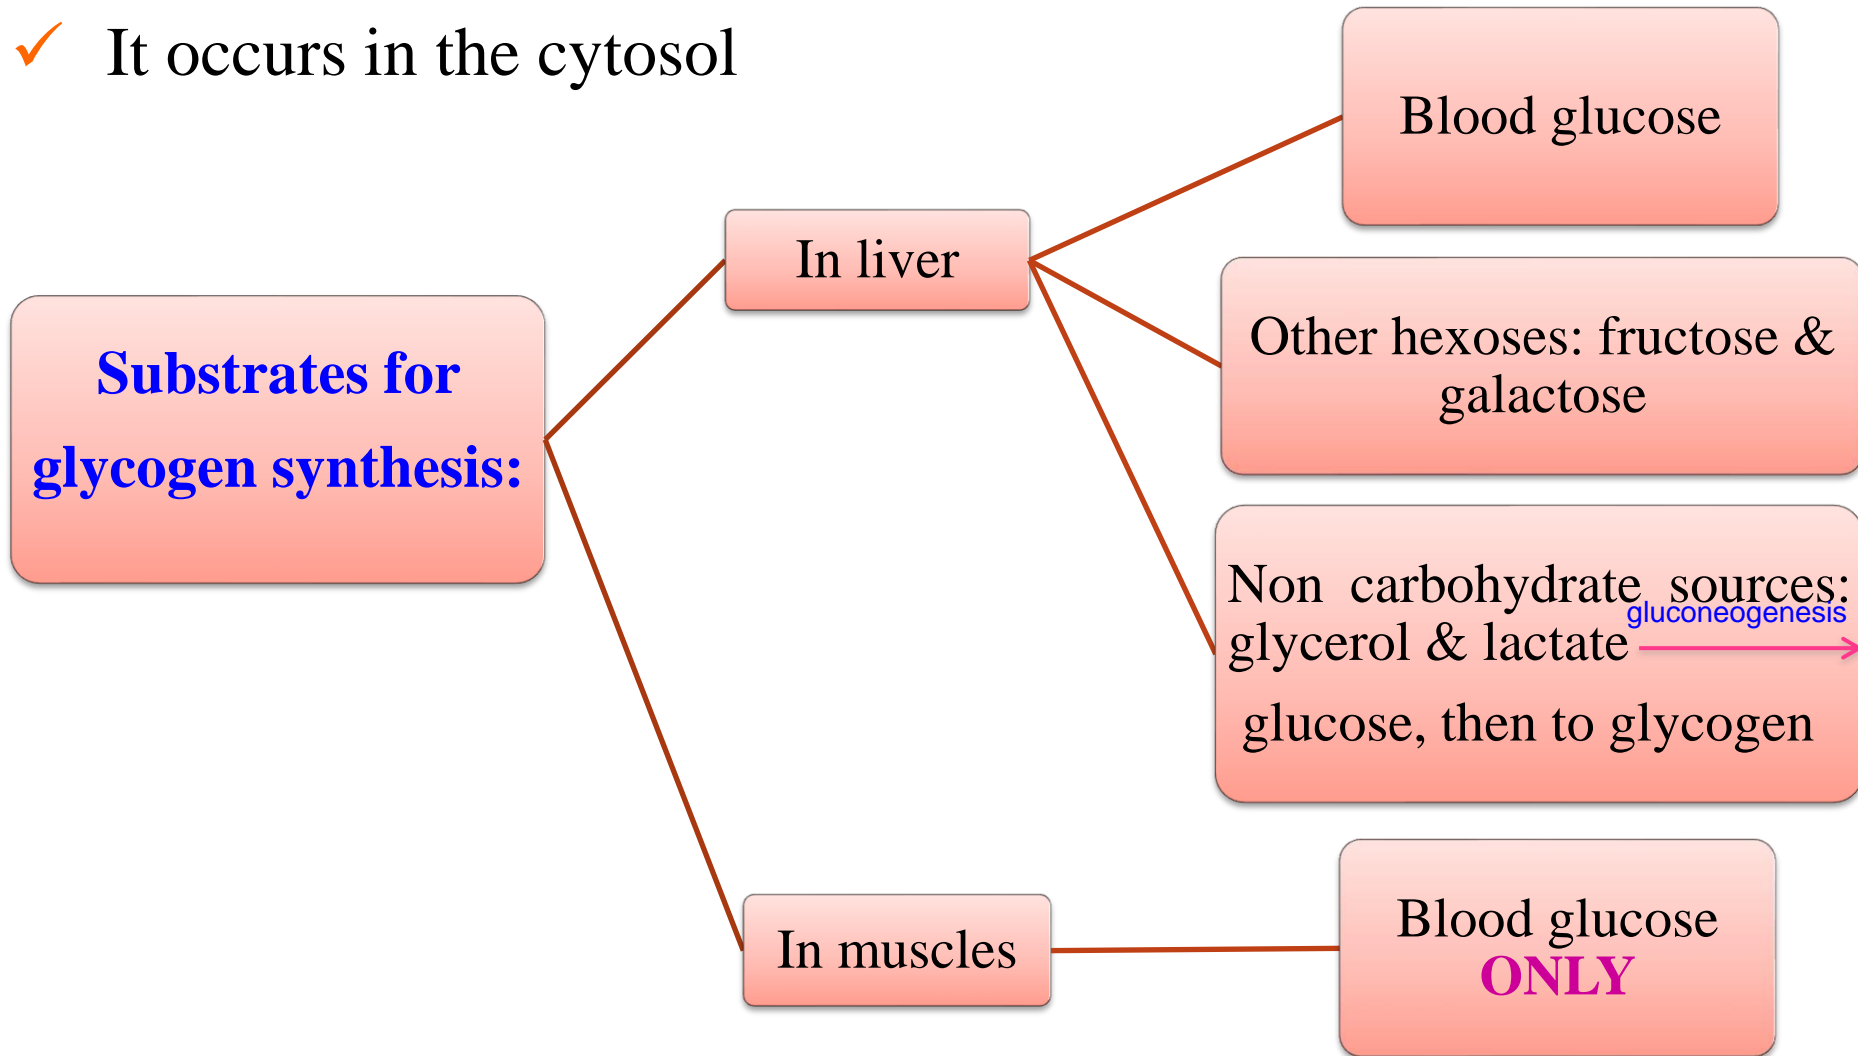 ✓ It occurs in the cytosol
Substrates for
glycogen synthesis:
In liver
Blood glucose
Other hexoses: fructose &
galactose
Non carbohydrate sources:
gluconeogenesis
glycerol & lactate
glucose, then to glycogen
In muscles
Blood glucose
ONLY